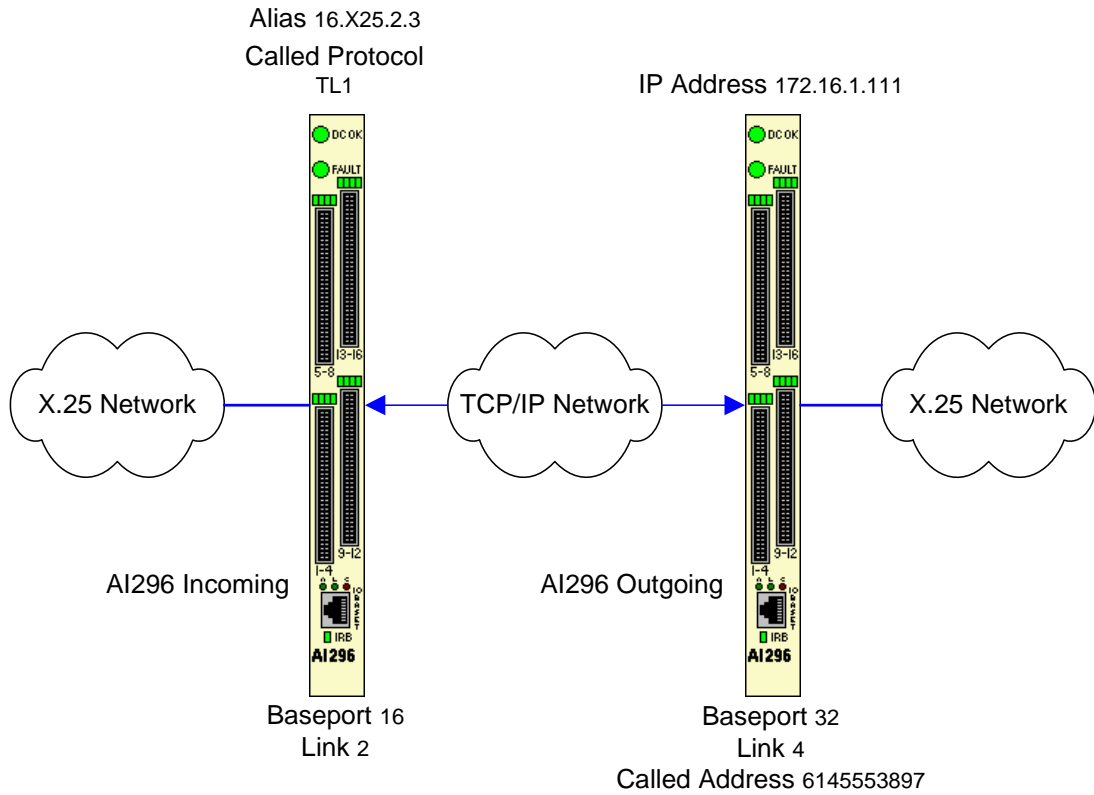 Alias 16.X25.2.3
Called Protocol
TL1
IP Address 172.16.1.111
DC OK
FAULT
13-16
5-8
9-12
1-4
A L S
10BASET
IRB
AI296
DC OK
FAULT
13-16
5-8
9-12
1-4
A L S
10BASET
IRB
AI296
X.25 Network
TCP/IP Network
X.25 Network
AI296 Incoming
AI296 Outgoing
Baseport 16
Link 2
Baseport 32
Link 4
Called Address 6145553897